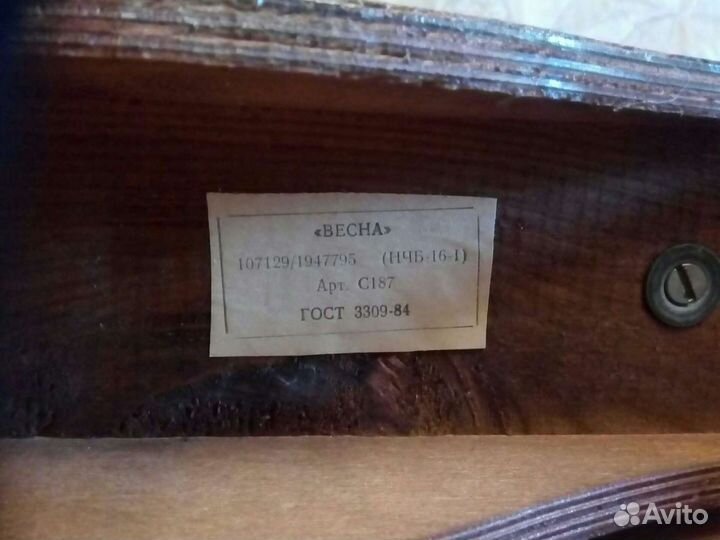 «ВЕСНА»
107129/1947795 (НЧБ-16-1)
Арт. С187
ГОСТ 3309-84
Avito